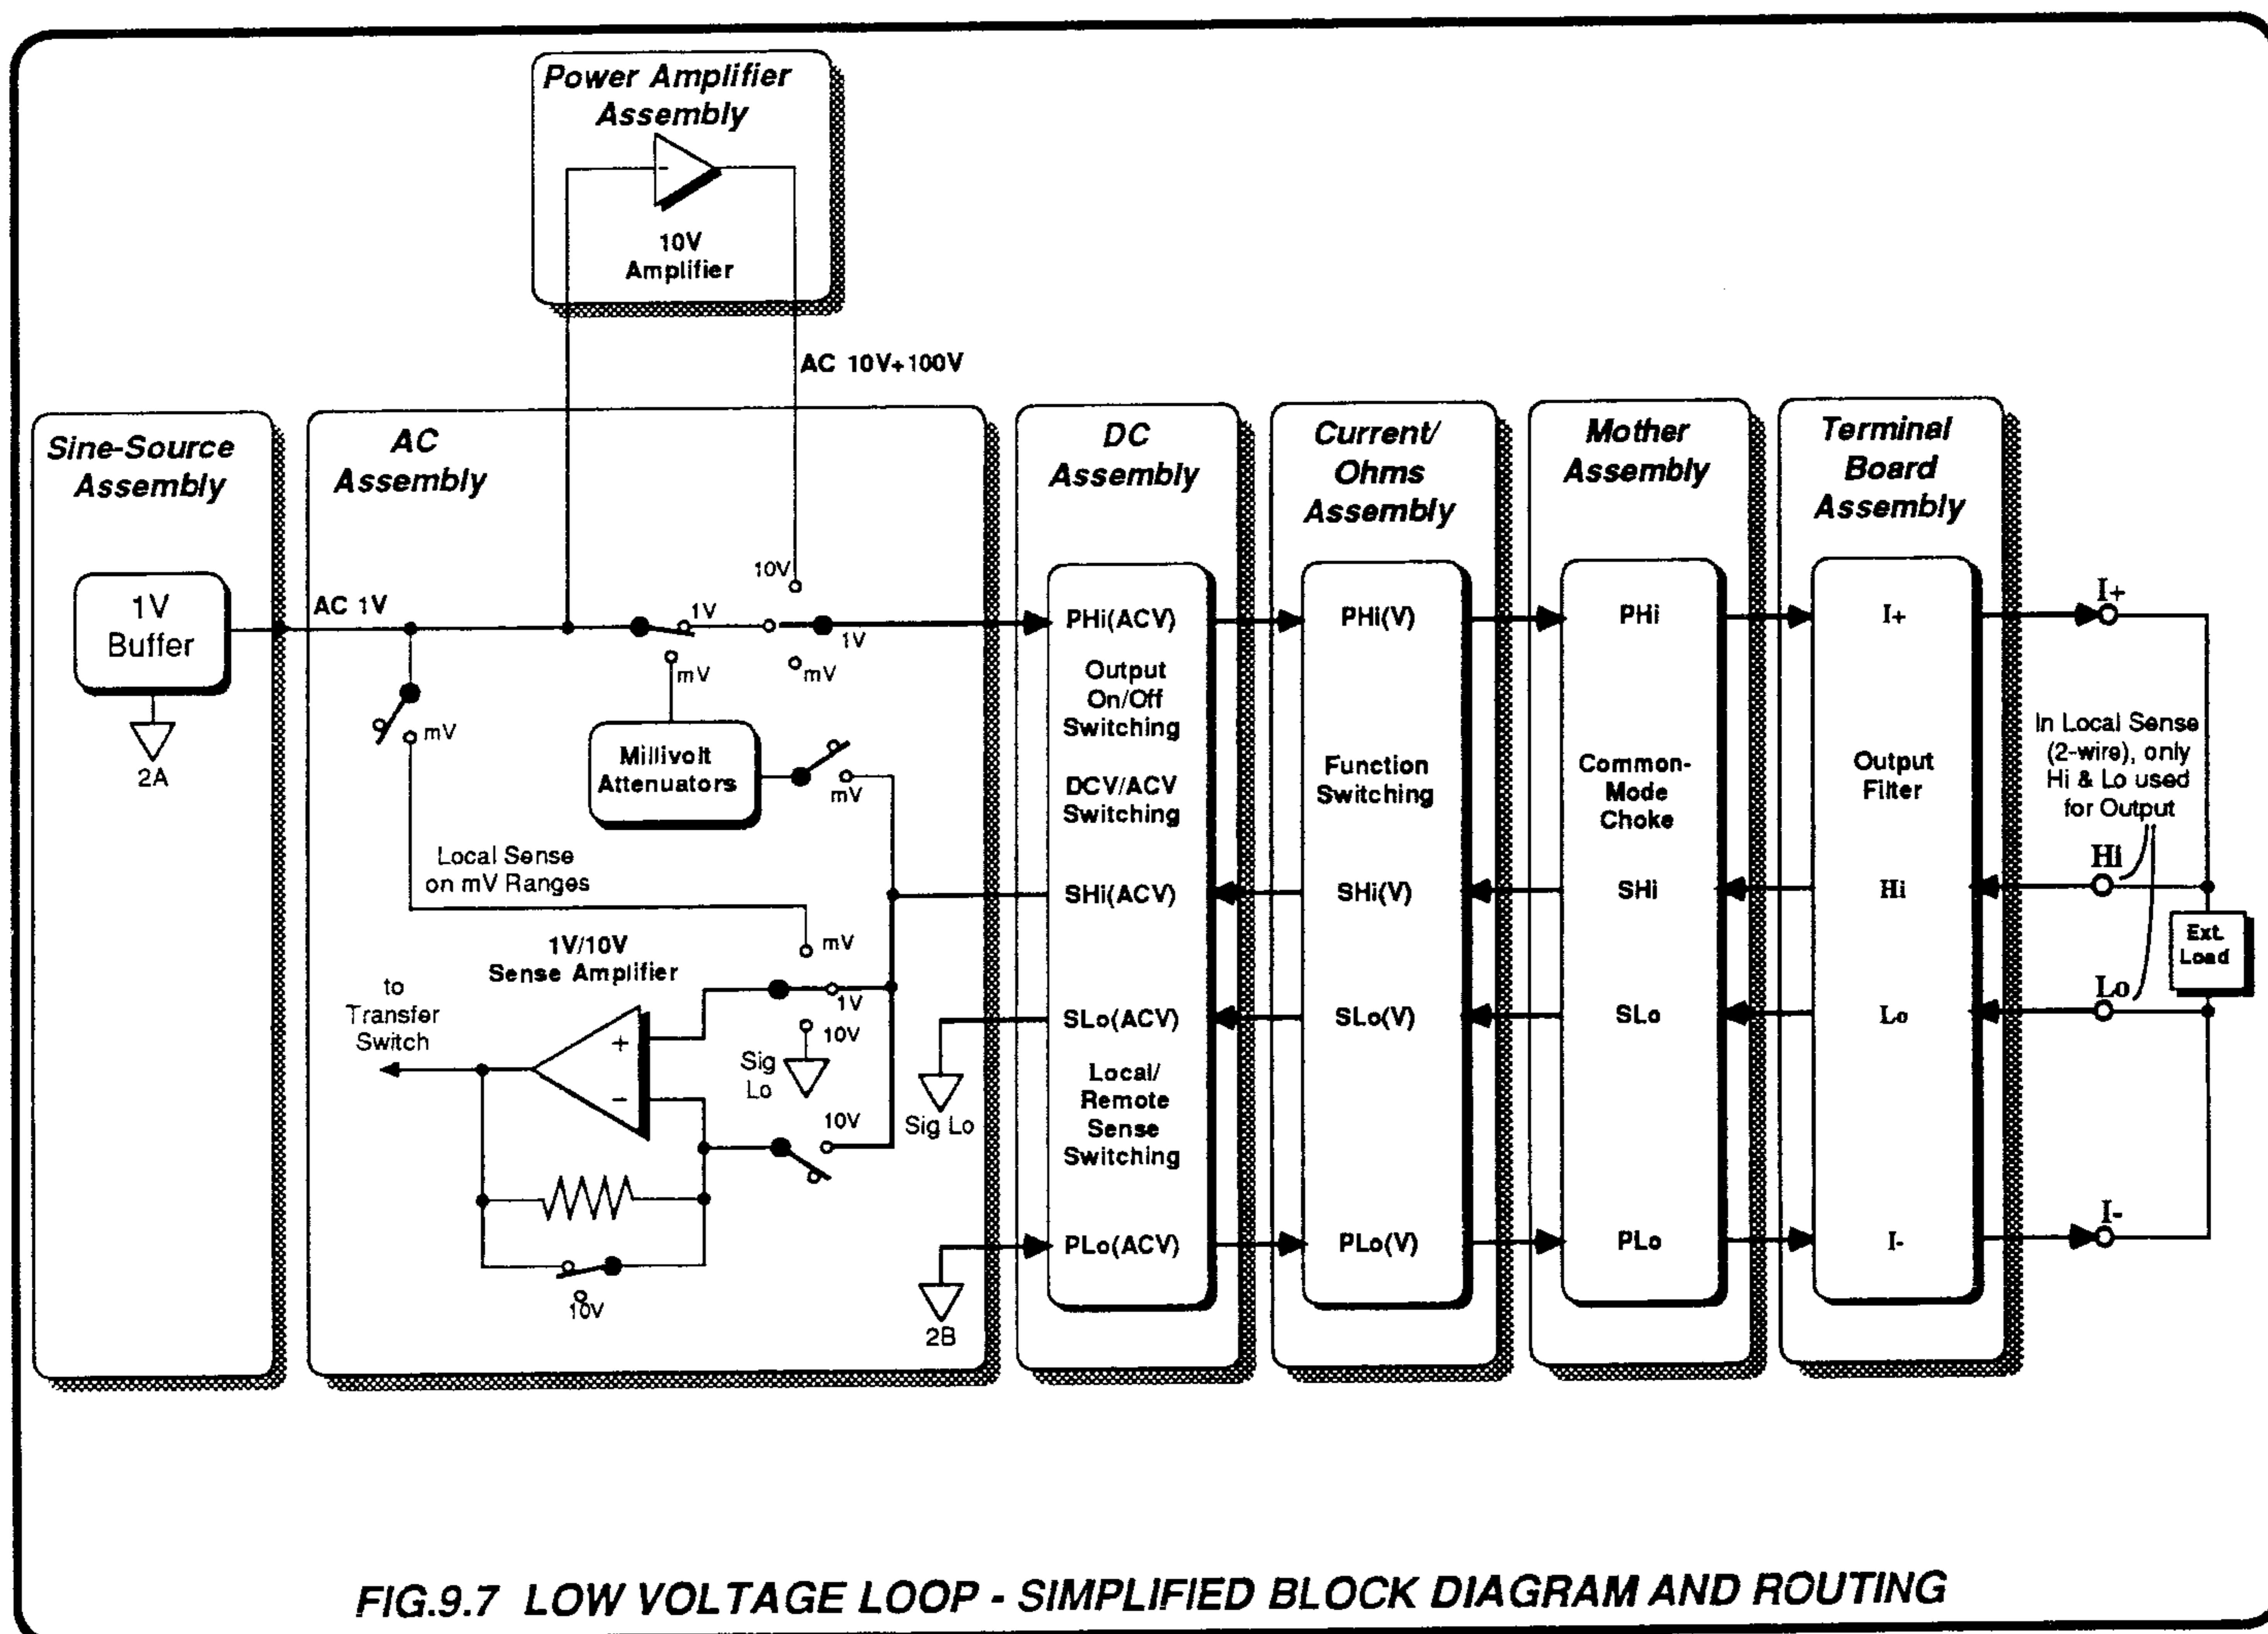 Power Amplifier
Assembly
-
10V
Amplifier
AC 10V+100V
Sine-Source
Assembly
1V
Buffer
2A
AC
Assembly
AC 1V
10V
1V
1V
mV
mV
mV
Millivolt
Attenuators
mV
Local Sense
on mV Ranges
mV
1V/10V
Sense Amplifier
1V
10V
to
Transfer
Switch
+
-
Sig
Lo
10V
10V
Sig Lo
2B
DC
Assembly
PHi(ACV)
Output
On/Off
Switching
DCV/ACV
Switching
SHi(ACV)
SLo(ACV)
Local/
Remote
Sense
Switching
PLo(ACV)
Current/
Ohms
Assembly
PHi(V)
Function
Switching
SHi(V)
SLo(V)
PLo(V)
Mother
Assembly
PHi
Common-
Mode
Choke
SHi
SLo
PLo
Terminal
Board
Assembly
I+
Output
Filter
Hi
Lo
I-
I+
In Local Sense
(2-wire), only
Hi & Lo used
for Output
Hi
Ext.
Load
Lo
I-
FIG.9.7 LOW VOLTAGE LOOP - SIMPLIFIED BLOCK DIAGRAM AND ROUTING